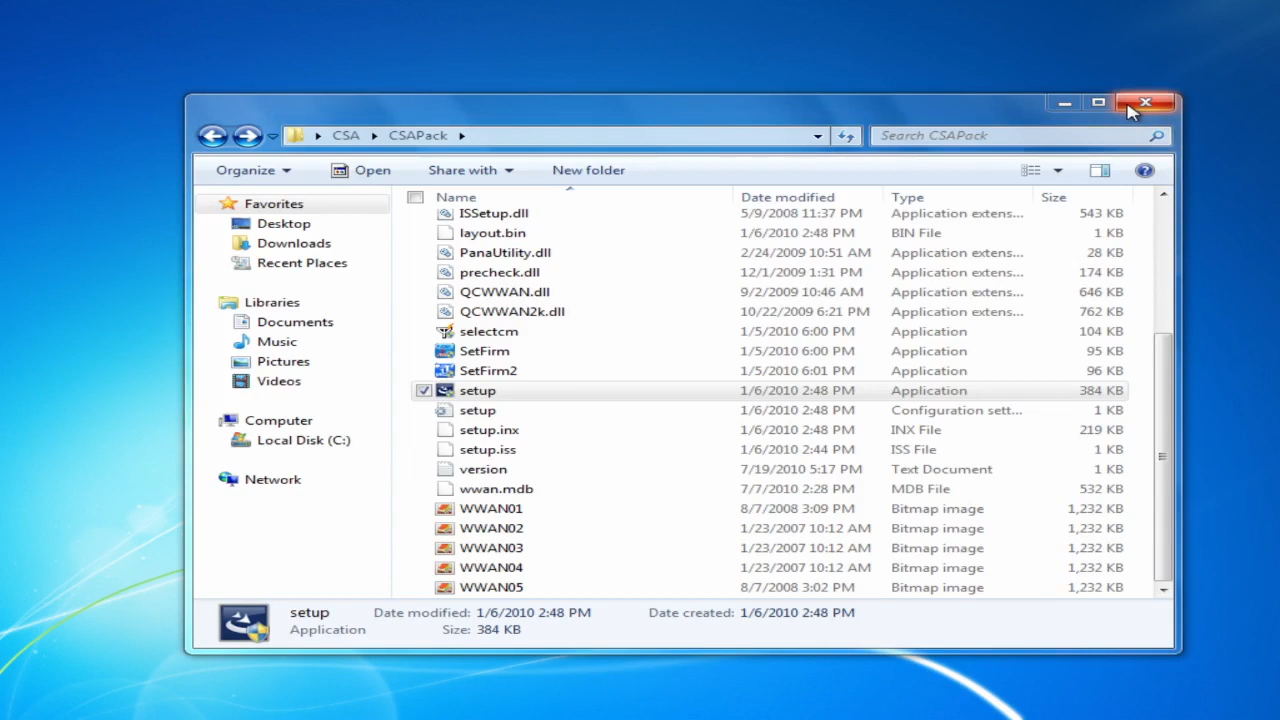 CSA CSAPack Search CSAPack
Organize Open Share with New folder
Name Date modified Type Size
Favorites
Desktop
Downloads
Recent Places
Libraries
Documents
Music
Pictures
Videos
Computer
Local Disk (C:)
Network
ISSetup.dll 5/9/2008 11:37 PM Application extens... 543 KB
layout.bin 1/6/2010 2:48 PM BIN File 1 KB
PanaUtility.dll 2/24/2009 10:51 AM Application extens... 28 KB
precheck.dll 12/1/2009 1:31 PM Application extens... 174 KB
QCWWAN.dll 9/2/2009 10:46 AM Application extens... 646 KB
QCWWAN2k.dll 10/22/2009 6:21 PM Application extens... 762 KB
selectcm 1/5/2010 6:00 PM Application 104 KB
SetFirm 1/5/2010 6:00 PM Application 95 KB
SetFirm2 1/5/2010 6:01 PM Application 96 KB
setup 1/6/2010 2:48 PM Application 384 KB
setup 1/6/2010 2:48 PM Configuration sett... 1 KB
setup.inx 1/6/2010 2:48 PM INX File 219 KB
setup.iss 1/6/2010 2:44 PM ISS File 1 KB
version 7/19/2010 5:17 PM Text Document 1 KB
wwan.mdb 7/7/2010 2:28 PM MDB File 532 KB
WWAN01 8/7/2008 3:09 PM Bitmap image 1,232 KB
WWAN02 1/23/2007 10:12 AM Bitmap image 1,232 KB
WWAN03 1/23/2007 10:12 AM Bitmap image 1,232 KB
WWAN04 1/23/2007 10:12 AM Bitmap image 1,232 KB
WWAN05 8/7/2008 3:02 PM Bitmap image 1,232 KB
setup Date modified: 1/6/2010 2:48 PM Date created: 1/6/2010 2:48 PM
Application Size: 384 KB